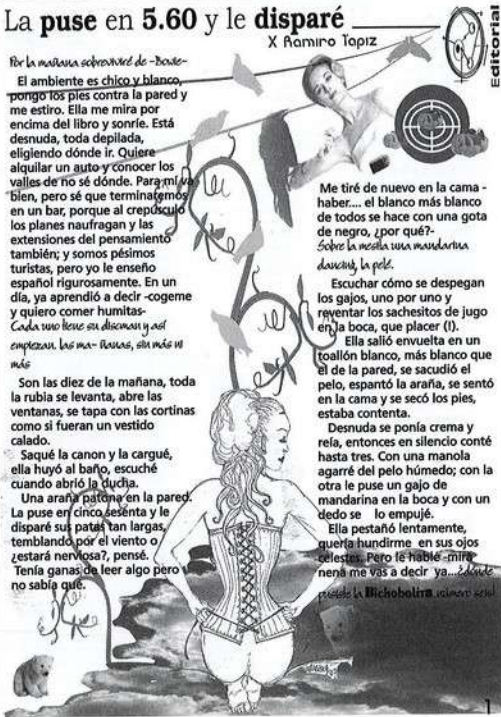 La puse en 5.60 y le disparé
X Ramiro Tapiz
Editorial
Por la mañana sobreviviré de -Bowie-
El ambiente es chico y blanco,
pongo los pies contra la pared y
me estiro. Ella me mira por
encima del libro y sonríe. Está
desnuda, toda depilada,
eligiendo dónde ir. Quiere
alquilar un auto y conocer los
valles de no sé dónde. Para mí va
bien, pero sé que terminaremos
en un bar, porque al crepúsculo
los planes naufragan y las
extensiones del pensamiento
también; y somos pésimos
turistas, pero yo le enseño
español rigurosamente. En un
día, ya aprendió a decir -cogeme
y quiero comer humitas-
Cada uno tiene su discman y así
empiezan. las ma- ñanas, sin más ni
más
Son las diez de la mañana, toda
la rubia se levanta, abre las
ventanas, se tapa con las cortinas
como si fueran un vestido
calado.
Saqué la canon y la cargué,
ella huyó al baño, escuché
cuando abrió la ducha.
Una araña patona en la pared.
La puse en cinco sesenta y le
disparé sus patas tan largas,
temblando por el viento o
¿estará nerviosa?, pensé.
Tenía ganas de leer algo pero
no sabía qué.
Me tiré de nuevo en la cama -
haber.... el blanco más blanco
de todos se hace con una gota
de negro, ¿por qué?-
Sobre la mesita una mandarina
dancing, la pelé.
Escuchar cómo se despegan
los gajos, uno por uno y
reventar los sachesitos de jugo
en la boca, que placer (!).
Ella salió envuelta en un
toallón blanco, más blanco que
el de la pared, se sacudió el
pelo, espantó la araña, se sentó
en la cama y se secó los pies,
estaba contenta.
Desnuda se ponía crema y
reía, entonces en silencio conté
hasta tres. Con una manola
agarré del pelo húmedo; con la
otra le puse un gajo de
mandarina en la boca y con un
dedo se lo empujé.
Ella pestañó lentamente,
quería hundirme en sus ojos
celestes. Pero le hablé -mirá
nena me vas a decir ya...¿dónde
pusiste la Bichobolita número seis!
1